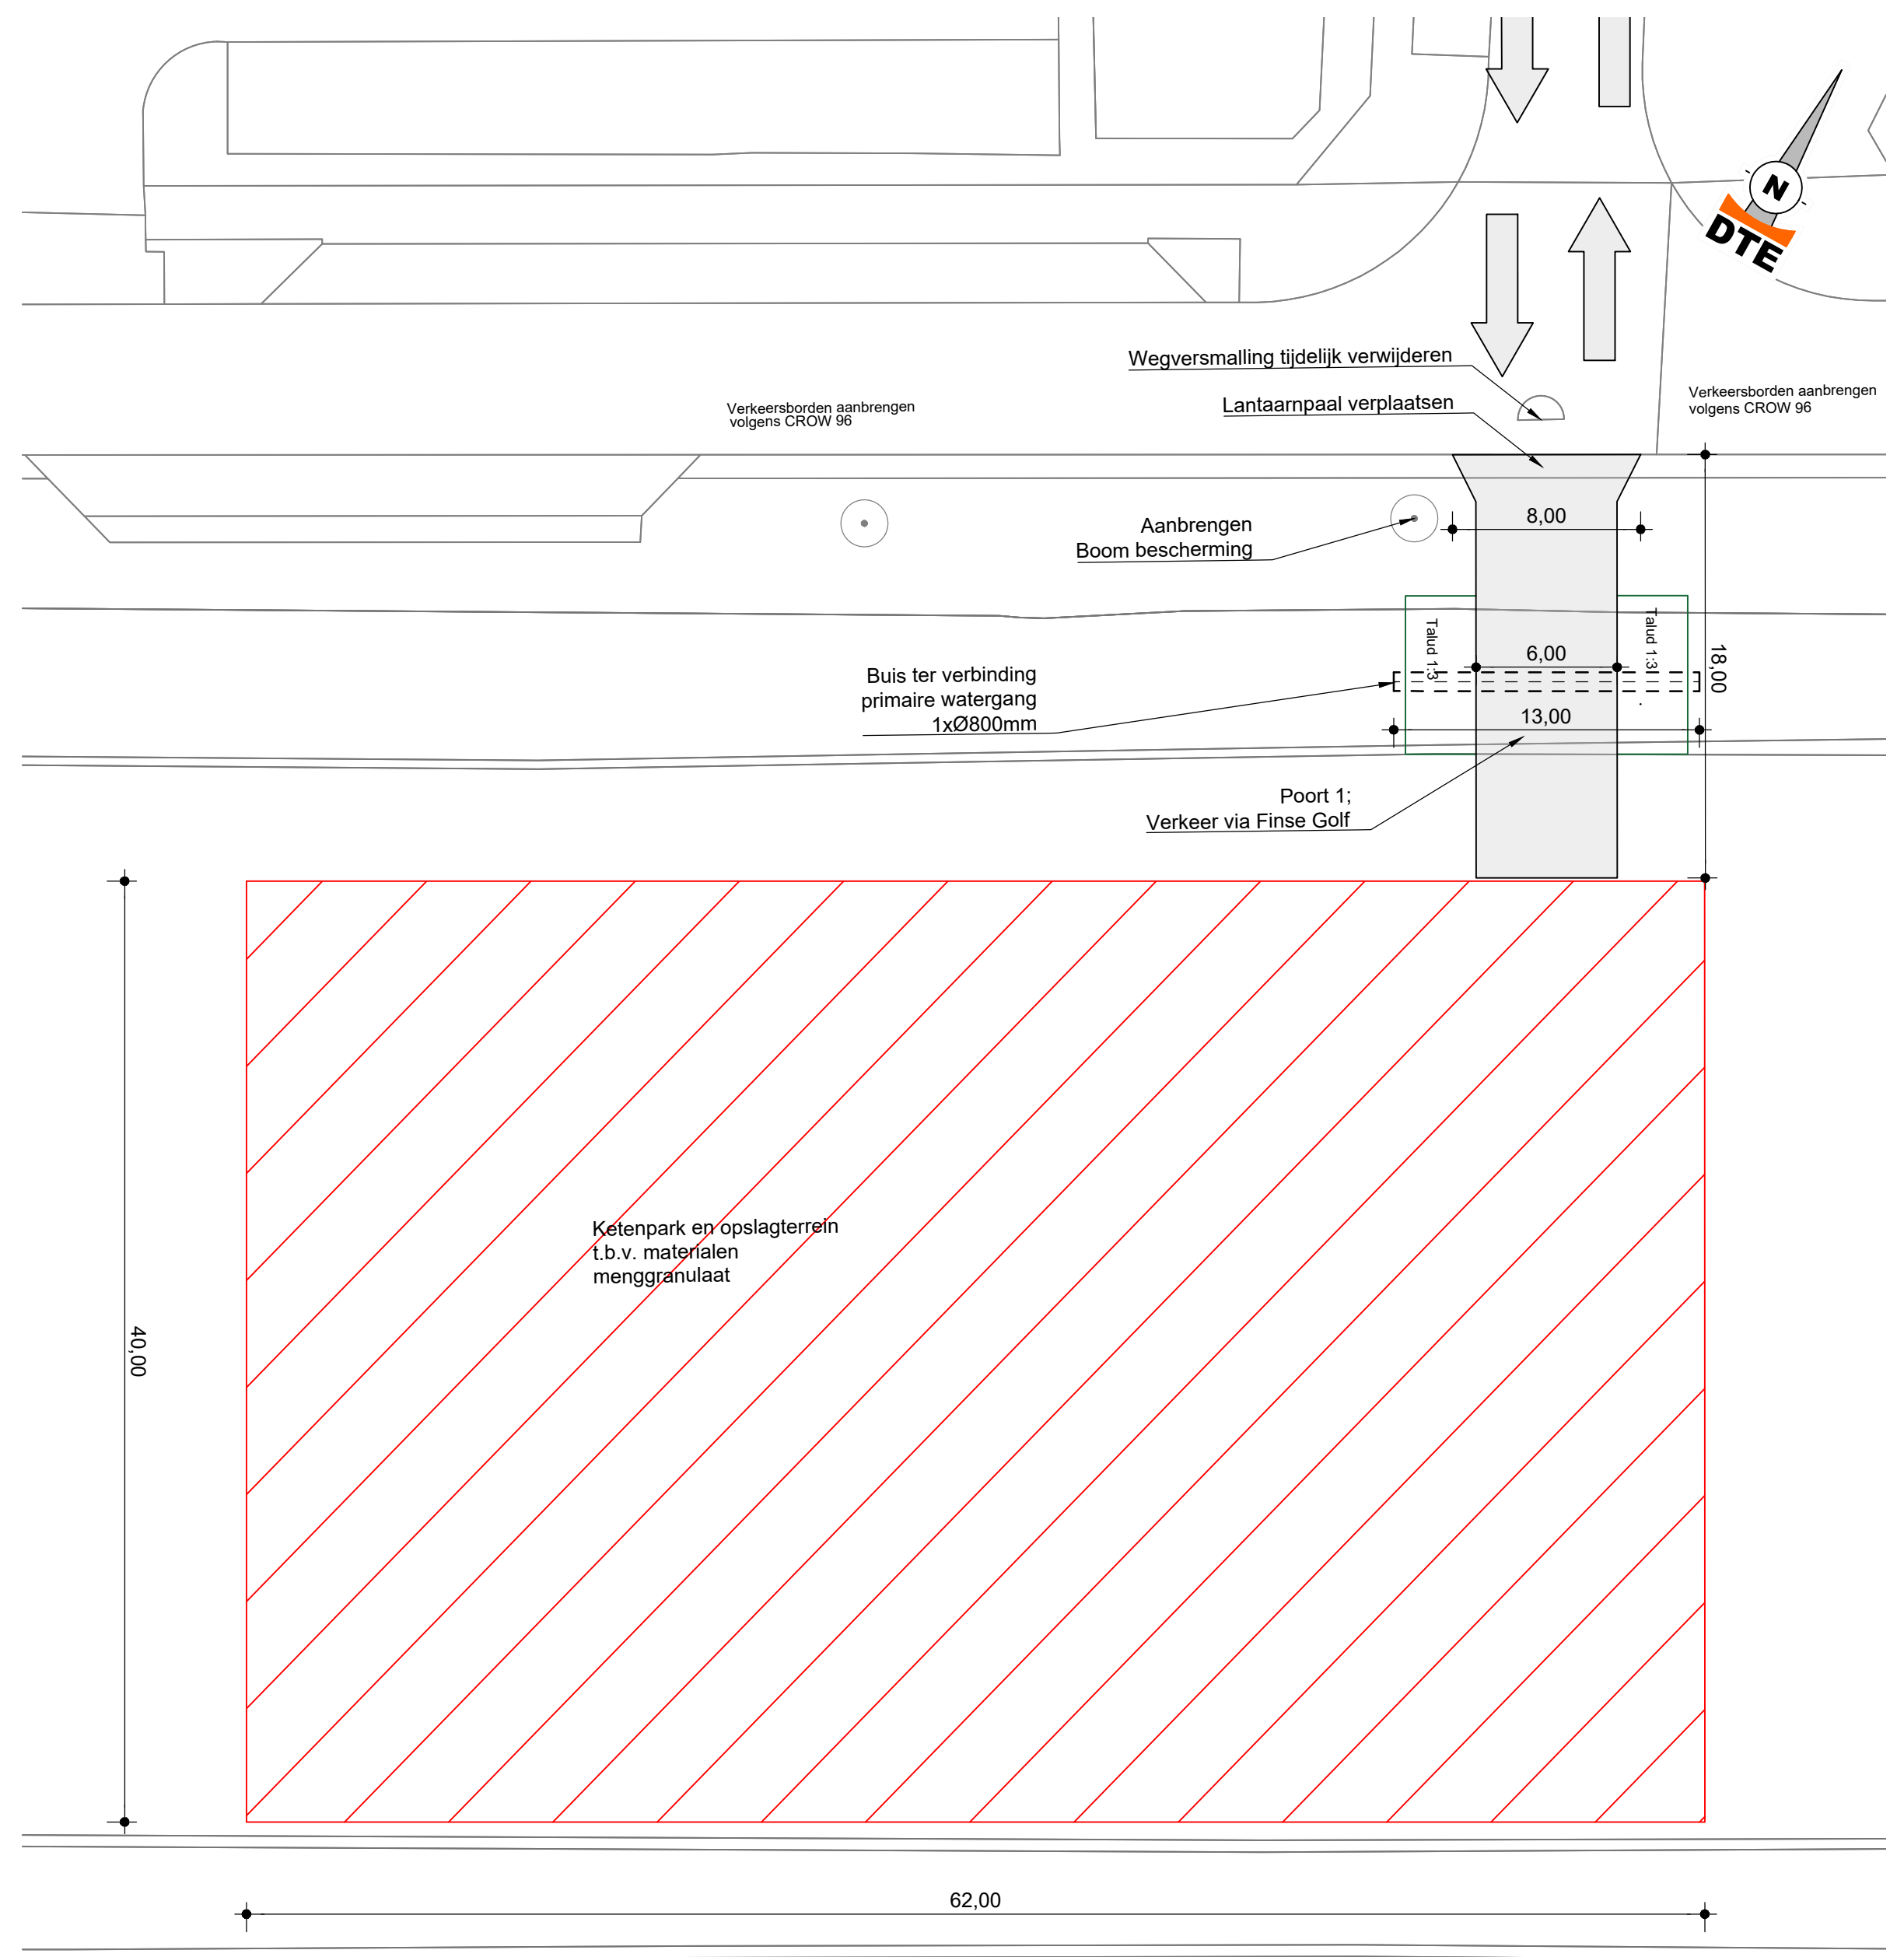 N
DTE
Wegversmalling tijdelijk verwijderen
Lantaarnpaal verplaatsen
Verkeersborden aanbrengen
volgens CROW 96
Verkeersborden aanbrengen
volgens CROW 96
Aanbrengen
Boom bescherming
8,00
Talud 1:3
Talud 1:3
6,00
18,00
Buis ter verbinding
primaire watergang
1xØ800mm
13,00
Poort 1;
Verkeer via Finse Golf
Ketenpark en opslagterrein
t.b.v. materialen
menggranulaat
40,00
62,00